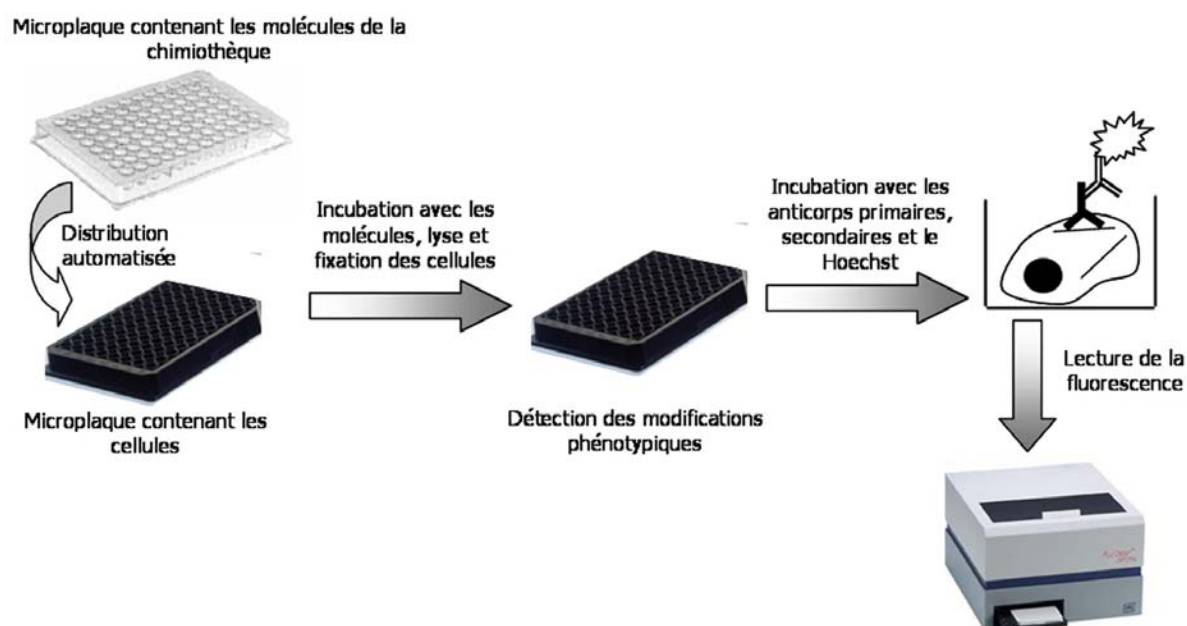 Microplaque contenant les molécules de la
chimiothèque
Distribution
automatisée
Microplaque contenant les
cellules
Incubation avec les
molécules, lyse et
fixation des cellules
Détection des modifications
phénotypiques
Incubation avec les
anticorps primaires,
secondaires et le
Hoechst
Lecture de la
fluorescence